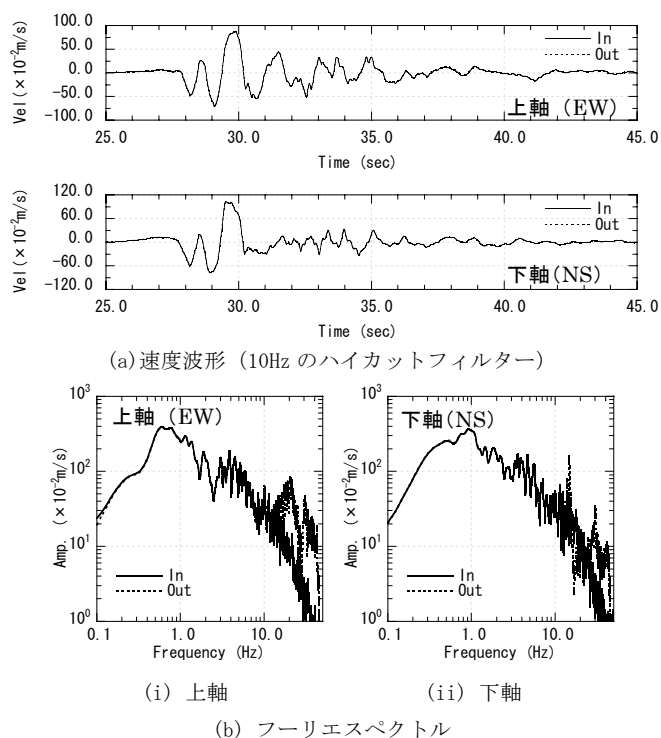 100.0
50.0
0.0
-50.0
-100.0
Vel(×10⁻²m/s)
In
Out
上軸 (EW)
25.0 30.0 35.0 40.0 45.0
Time (sec)
120.0
60.0
0.0
-60.0
-120.0
Vel(×10⁻²m/s)
In
Out
下軸(NS)
25.0 30.0 35.0 40.0 45.0
Time (sec)
(a)速度波形 (10Hz のハイカットフィルター)
10³
10²
10¹
10⁰
Amp. (×10⁻²m/s)
上軸 (EW)
In
Out
0.1 1.0 10.0
Frequency (Hz)
10³
10²
10¹
10⁰
Amp. (×10⁻²m/s)
下軸(NS)
In
Out
0.1 1.0 10.0
Frequency (Hz)
(i) 上軸
(ii) 下軸
(b) フーリエスペクトル